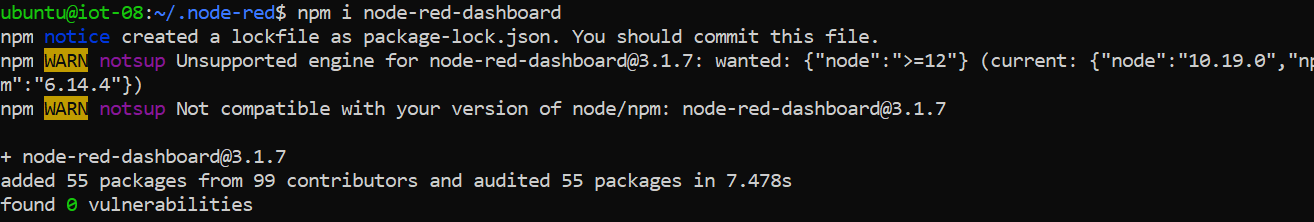 ubuntu@iot-08:~/.node-red$ npm i node-red-dashboard
npm notice created a lockfile as package-lock.json. You should commit this file.
npm WARN notsup Unsupported engine for node-red-dashboard@3.1.7: wanted: {"node":">=12"} (current: {"node":"10.19.0","np
m":"6.14.4"})
npm WARN notsup Not compatible with your version of node/npm: node-red-dashboard@3.1.7
+ node-red-dashboard@3.1.7
added 55 packages from 99 contributors and audited 55 packages in 7.478s
found 0 vulnerabilities